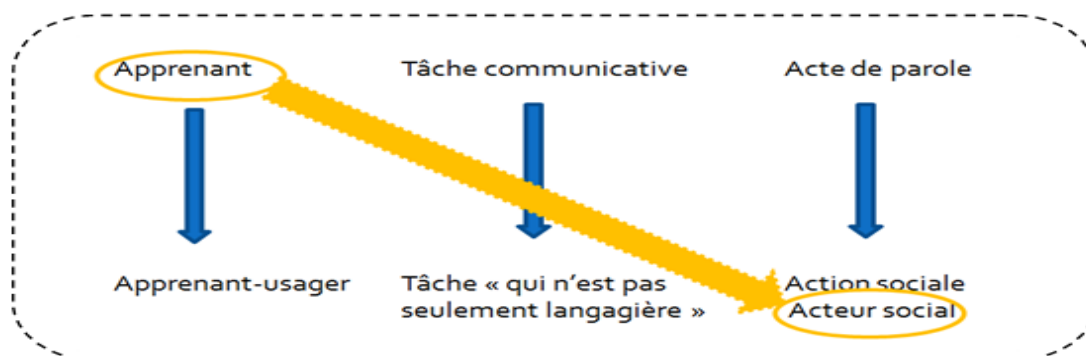 Apprenant
Tâche communicative
Acte de parole
Apprenant-usager
Tâche « qui n’est pas
seulement langagière »
Action sociale
Acteur social